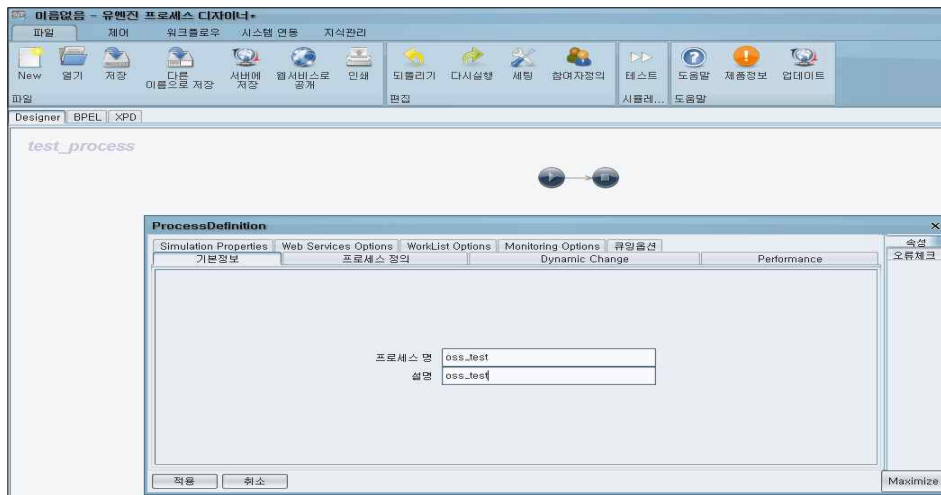 이름없음 - 유엔진 프로세스 디자이너*
파일 제어 워크플로우 시스템 연동 지식관리
New 열기 저장 다른 이름으로 저장 서버에 저장 웹서비스로 공개 인쇄 되돌리기 다시실행 세팅 참여자정의 테스트 도움말 제품정보 업데이트
파일 편집 시뮬레... 도움말
Designer BPEL XPD
test_process
ProcessDefinition ×
Simulation Properties Web Services Options WorkList Options Monitoring Options 큐잉옵션 속성
기본정보 프로세스 정의 Dynamic Change Performance 오류체크
프로세스 명 oss_test
설명 oss_test
적용 취소 Maximize